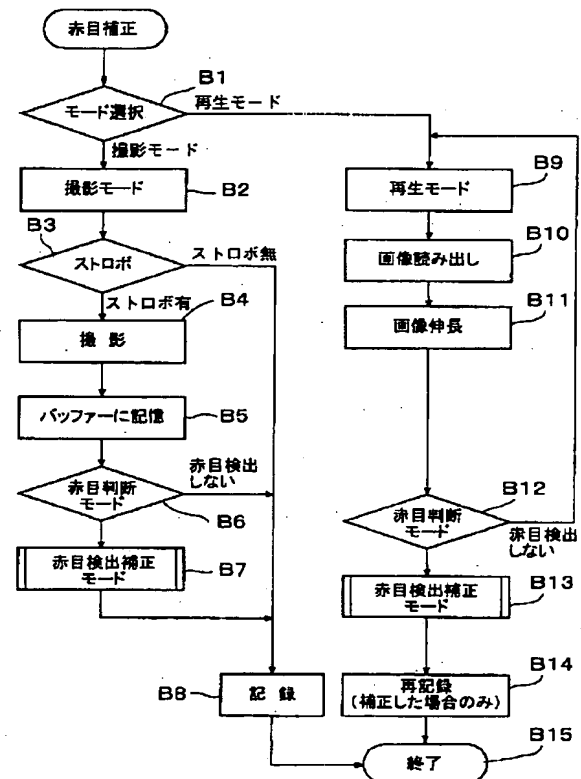 赤目補正
B1
モード選択
再生モード
撮影モード
撮影モード
B2
B3
ストロボ
ストロボ無
ストロボ有
B4
撮 影
バッファーに記憶
B5
赤目判断
モード
赤目検出
しない
B6
赤目検出補正
モード
B7
B8
記 録
B9
再生モード
B10
画像読み出し
B11
画像伸長
B12
赤目判断
モード
赤目検出
しない
赤目検出補正
モード
B13
B14
再記録
(補正した場合のみ)
B15
終了